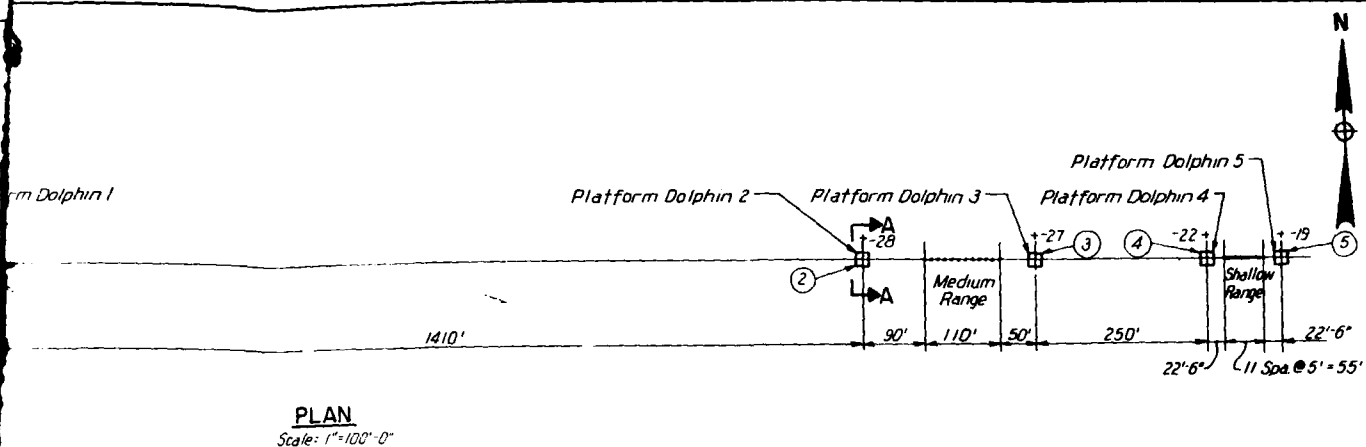 N
Platform Dolphin 5
rm Dolphin 1
Platform Dolphin 2
Platform Dolphin 3
Platform Dolphin 4
A
+-28
+-27
-22+
+-19
2
3
4
5
A
Medium
Range
Shallow
Range
1410'
90'
110'
50'
250'
22'-6"
22'-6"
11 Spa. @ 5' = 55'
PLAN
Scale: 1"=100'-0"